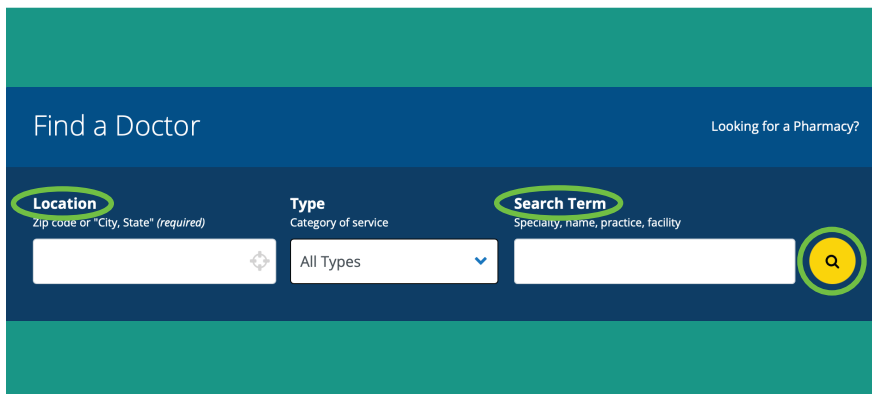 Find a Doctor
Looking for a Pharmacy?
Location
Zip code or "City, State" (required)
Type
Category of service
All Types
Search Term
Specialty, name, practice, facility